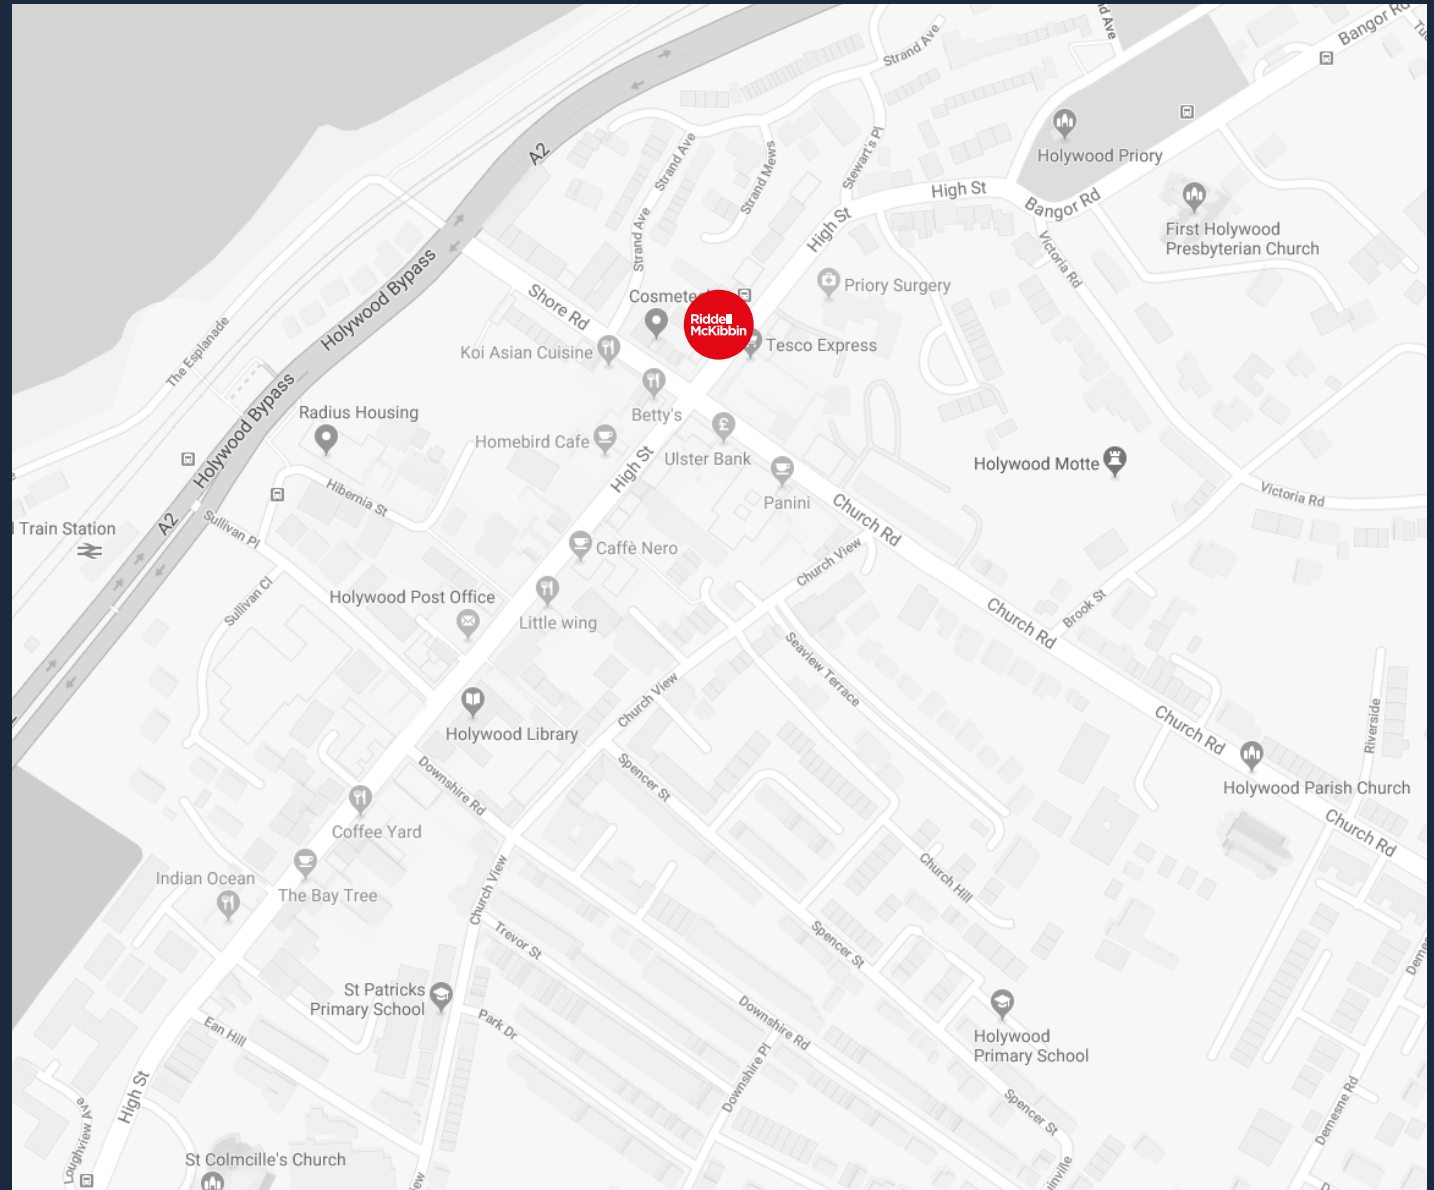 Bangor Rd
Strand Ave
Holywood Priory
A2
Strand Ave
Strand Mews
Stewart's Pl
High St
Bangor Rd
First Holywood
Presbyterian Church
Strand Ave
High St
Victoria Rd
Holywood Bypass
Shore Rd
Priory Surgery
Riddell
McKibbin
Koi Asian Cuisine
Tesco Express
The Esplanade
Holywood Bypass
Radius Housing
Betty's
Homebird Cafe
High St
Ulster Bank
Holywood Motte
Hibernia St
Panini
Victoria Rd
Train Station
A2
Sullivan Pl
Church Rd
Caffè Nero
Church View
Sullivan Cl
Holywood Post Office
Little wing
Church Rd
Brook St
Seaview Terrace
Church View
Holywood Library
Church Rd
Riverside
Downshire Rd
Spencer St
Holywood Parish Church
Coffee Yard
Church Rd
Indian Ocean
The Bay Tree
Church View
Church Hill
Trevor St
Spencer St
St Patricks
Primary School
Ean Hill
Park Dr
Downshire Rd
Holywood
Primary School
High St
Downshire Pl
Spencer St
Demesne Rd
Loughview Ave
St Colmcille's Church